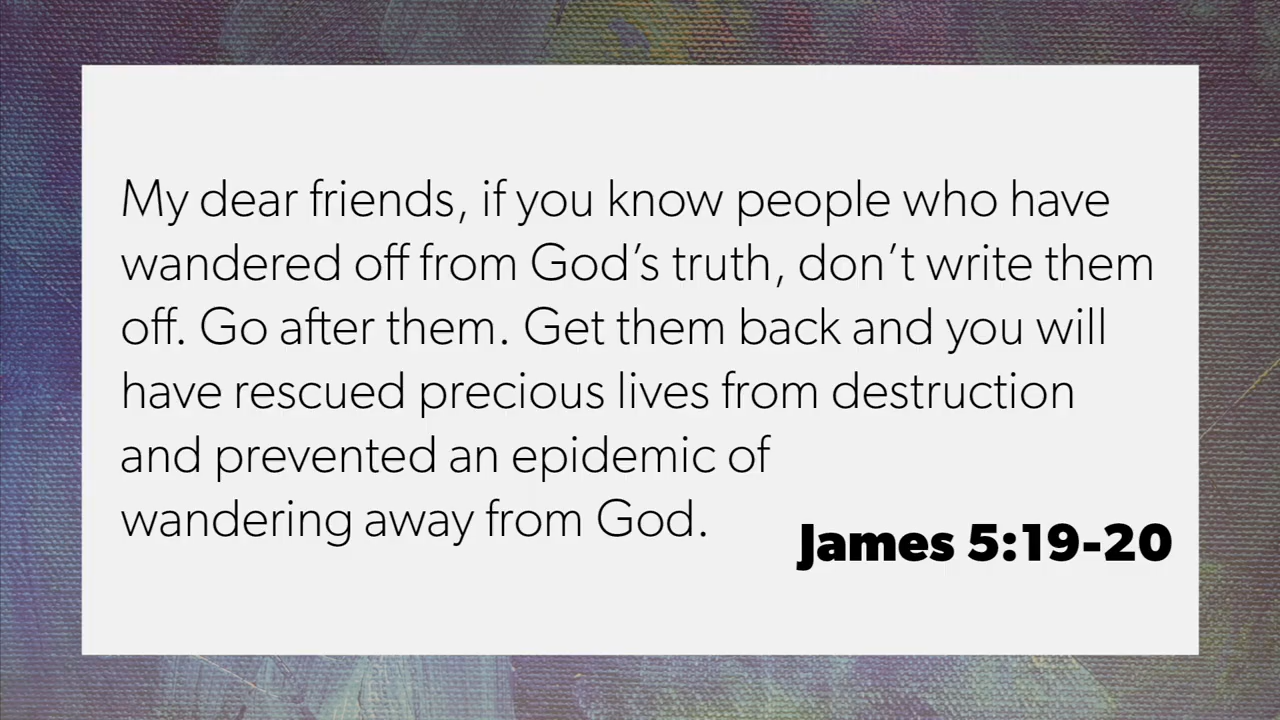 My dear friends, if you know people who have
wandered off from God’s truth, don’t write them
off. Go after them. Get them back and you will
have rescued precious lives from destruction
and prevented an epidemic of
wandering away from God.
James 5:19-20